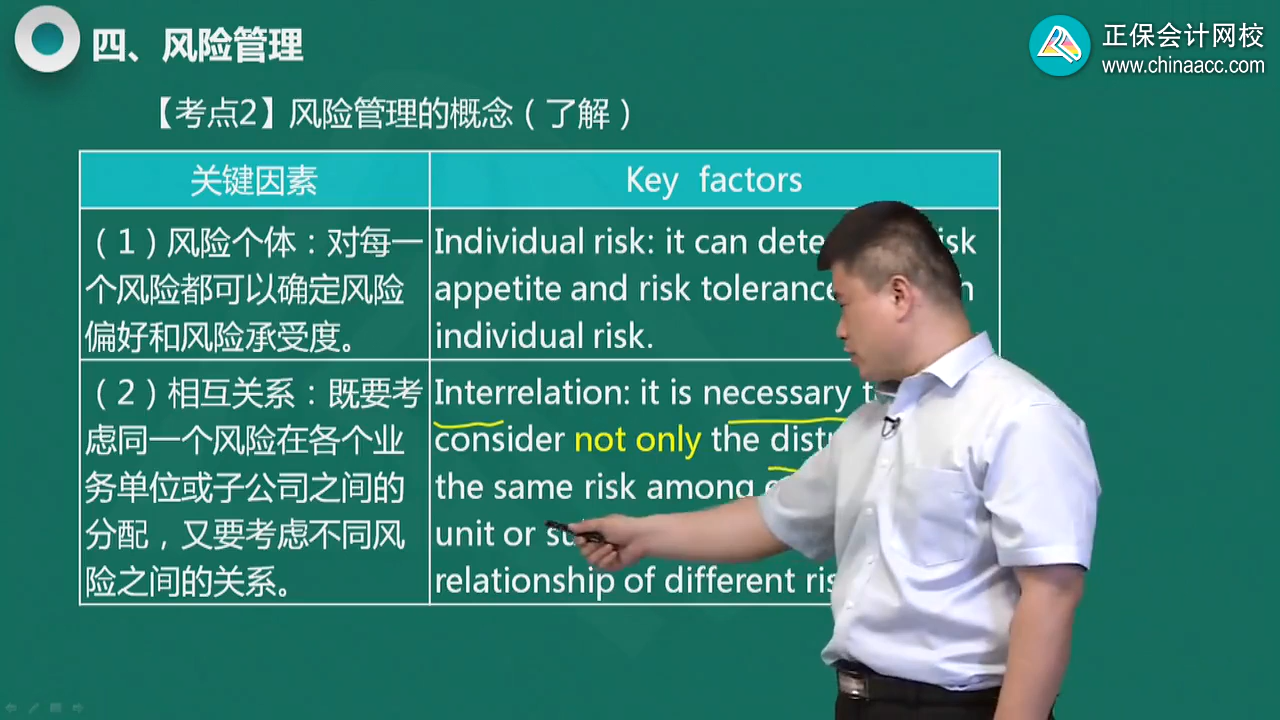 四、风险管理
正保会计网校
www.chinaacc.com
【考点2】风险管理的概念（了解）
关键因素
Key factors
（1）风险个体：对每一
个风险都可以确定风险
偏好和风险承受度。
Individual risk: it can
appetite and risk tolerance
individual risk.
（2）相互关系：既要考
虑同一个风险在各个业
务单位或子公司之间的
分配，又要考虑不同风
险之间的关系。
Interrelation: it is necessary
consider not only the
the same risk among
unit or
relationship of different